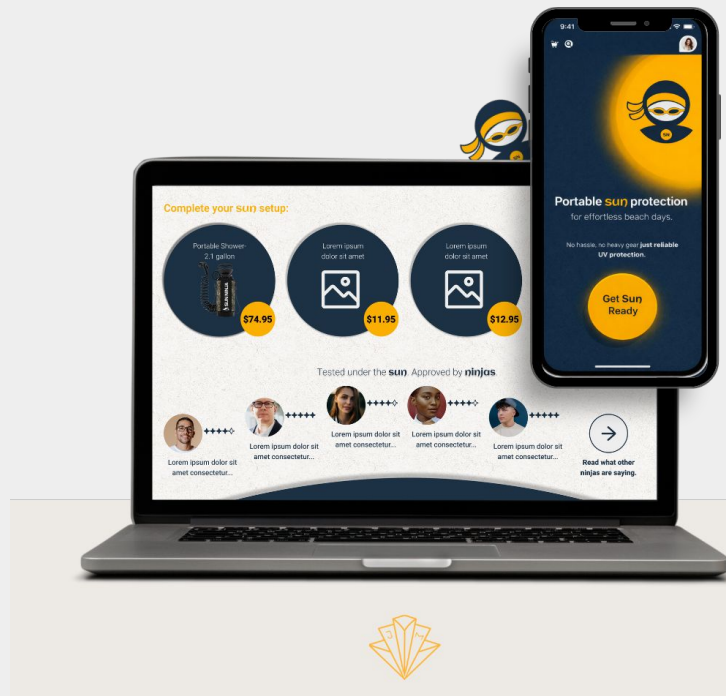 9:41
SN
Portable sun protection
for effortless beach days.
No hassle, no heavy gear just reliable
UV protection.
Get Sun
Ready
Complete your sun setup:
Portable Shower-
2.1 gallon
SUN NINJA
$74.95
Lorem ipsum
dolor sit amet
$11.95
Lorem ipsum
dolor sit amet
$12.95
Tested under the sun. Approved by ninjas.
Lorem ipsum dolor sit
amet consectetur...
Lorem ipsum dolor sit
amet consectetur...
Lorem ipsum dolor sit
amet consectetur...
Lorem ipsum dolor sit
amet consectetur...
Lorem ipsum dolor sit
amet consectetur...
Read what other
ninjas are saying.